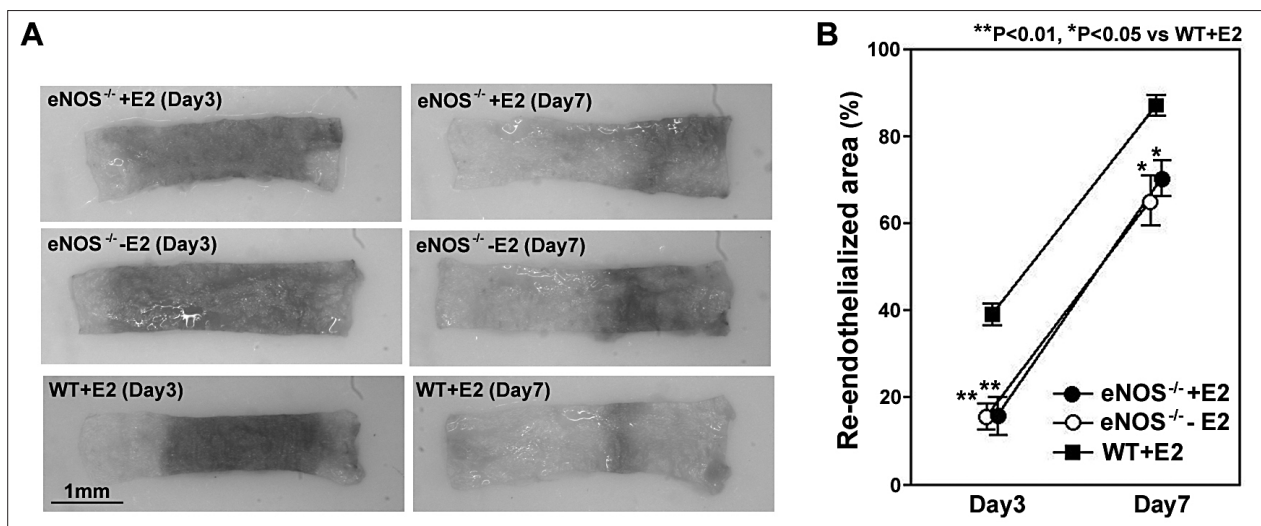 A
eNOS-/- +E2 (Day3)
eNOS-/- +E2 (Day7)
eNOS-/- -E2 (Day3)
eNOS-/- -E2 (Day7)
WT+E2 (Day3)
WT+E2 (Day7)
1mm
B
**P<0.01, *P<0.05 vs WT+E2
Re-endothelialized area (%)
100
80
60
40
20
0
* *
** **
eNOS-/- +E2
eNOS-/- - E2
WT+E2
Day3 Day7